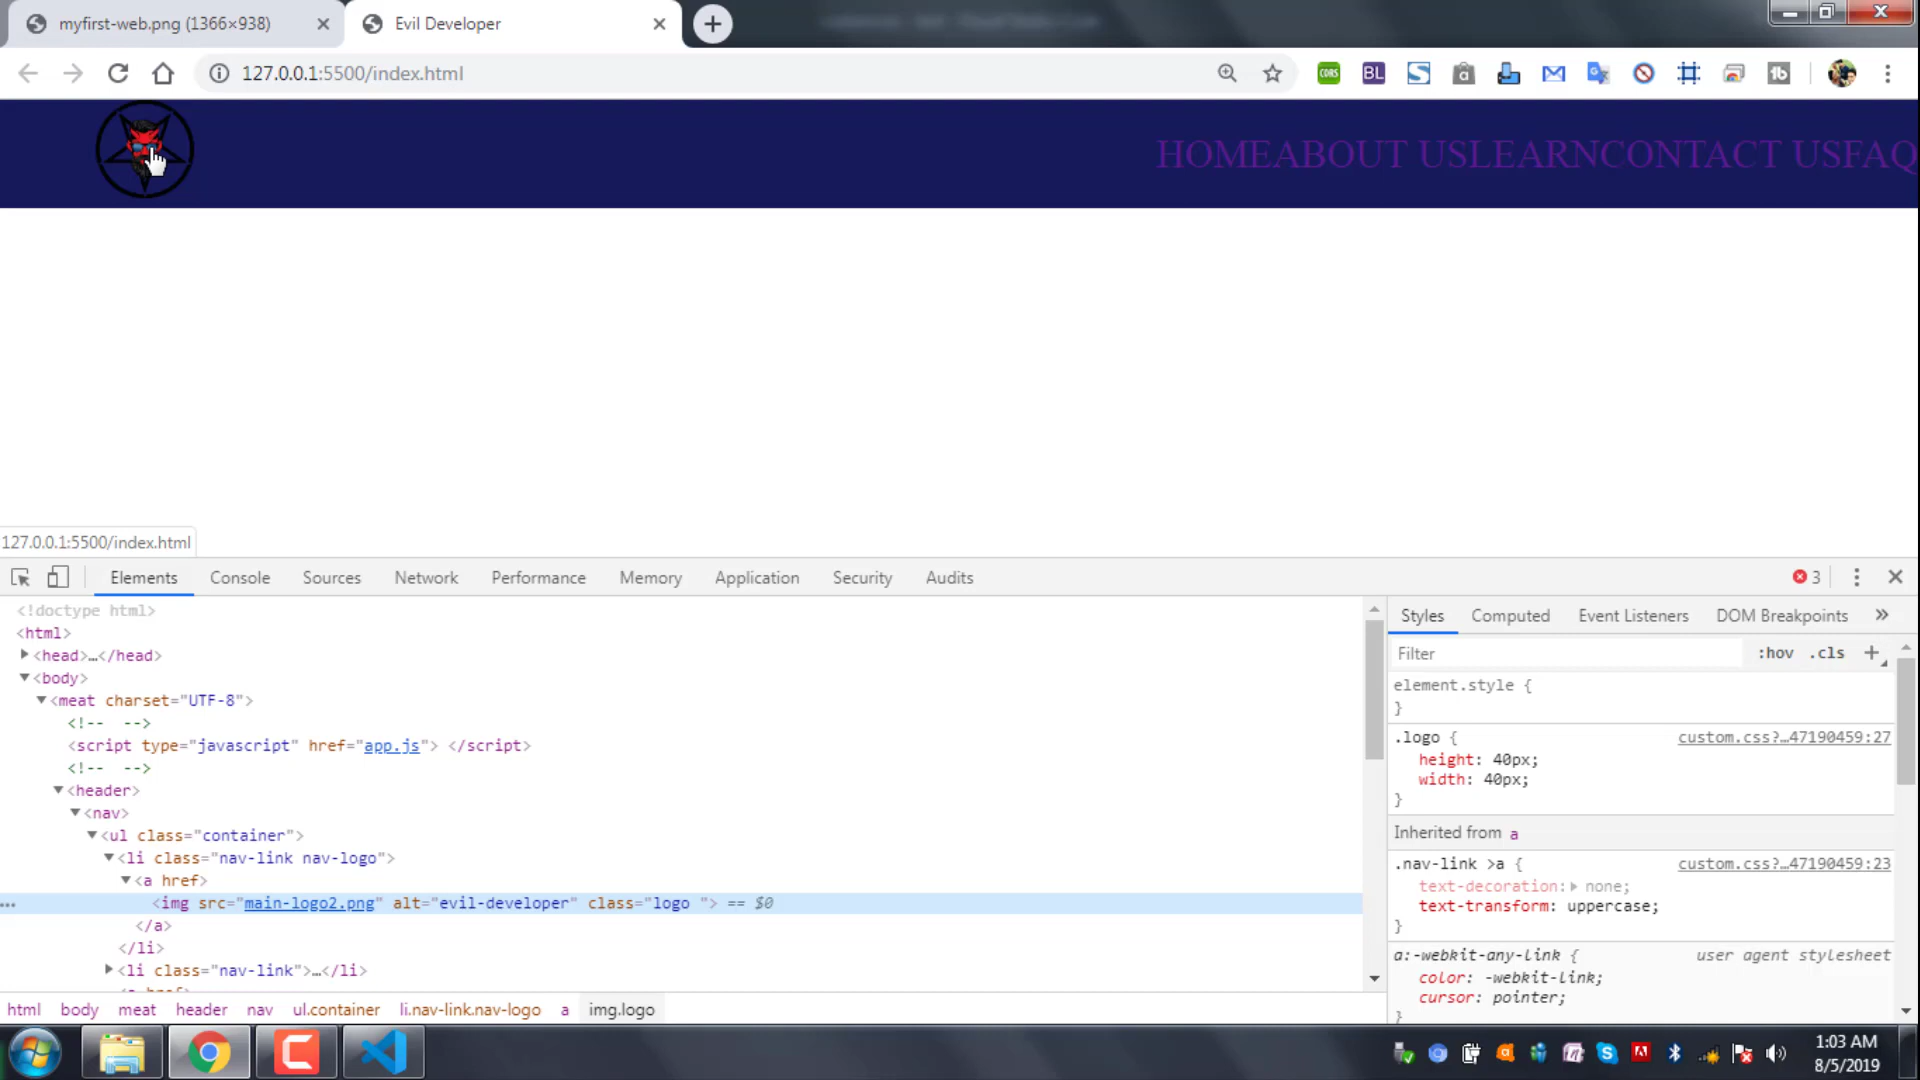 myfirst-web.png (1366×938)
Evil Developer
127.0.0.1:5500/index.html
CORS
BL
HOMEABOUT USLEARNCONTACT USFAQ
127.0.0.1:5500/index.html
Elements Console Sources Network Performance Memory Application Security Audits
3
<!doctype html>
<html>
<head>…</head>
<body>
<meat charset="UTF-8">
<!--  -->
<script type="javascript" href="app.js"> </script>
<!--  -->
<header>
<nav>
<ul class="container">
<li class="nav-link nav-logo">
<a href>
… <img src="main-logo2.png" alt="evil-developer" class="logo "> == $0
</a>
</li>
<li class="nav-link">…</li>
html body meat header nav ul.container li.nav-link.nav-logo a img.logo
Styles Computed Event Listeners DOM Breakpoints »
Filter :hov .cls +
element.style {
}
.logo { custom.css?…47190459:27
height: 40px;
width: 40px;
}
Inherited from a
.nav-link >a { custom.css?…47190459:23
text-decoration: none;
text-transform: uppercase;
}
a:-webkit-any-link { user agent stylesheet
color: -webkit-link;
cursor: pointer;
}
1:03 AM
8/5/2019